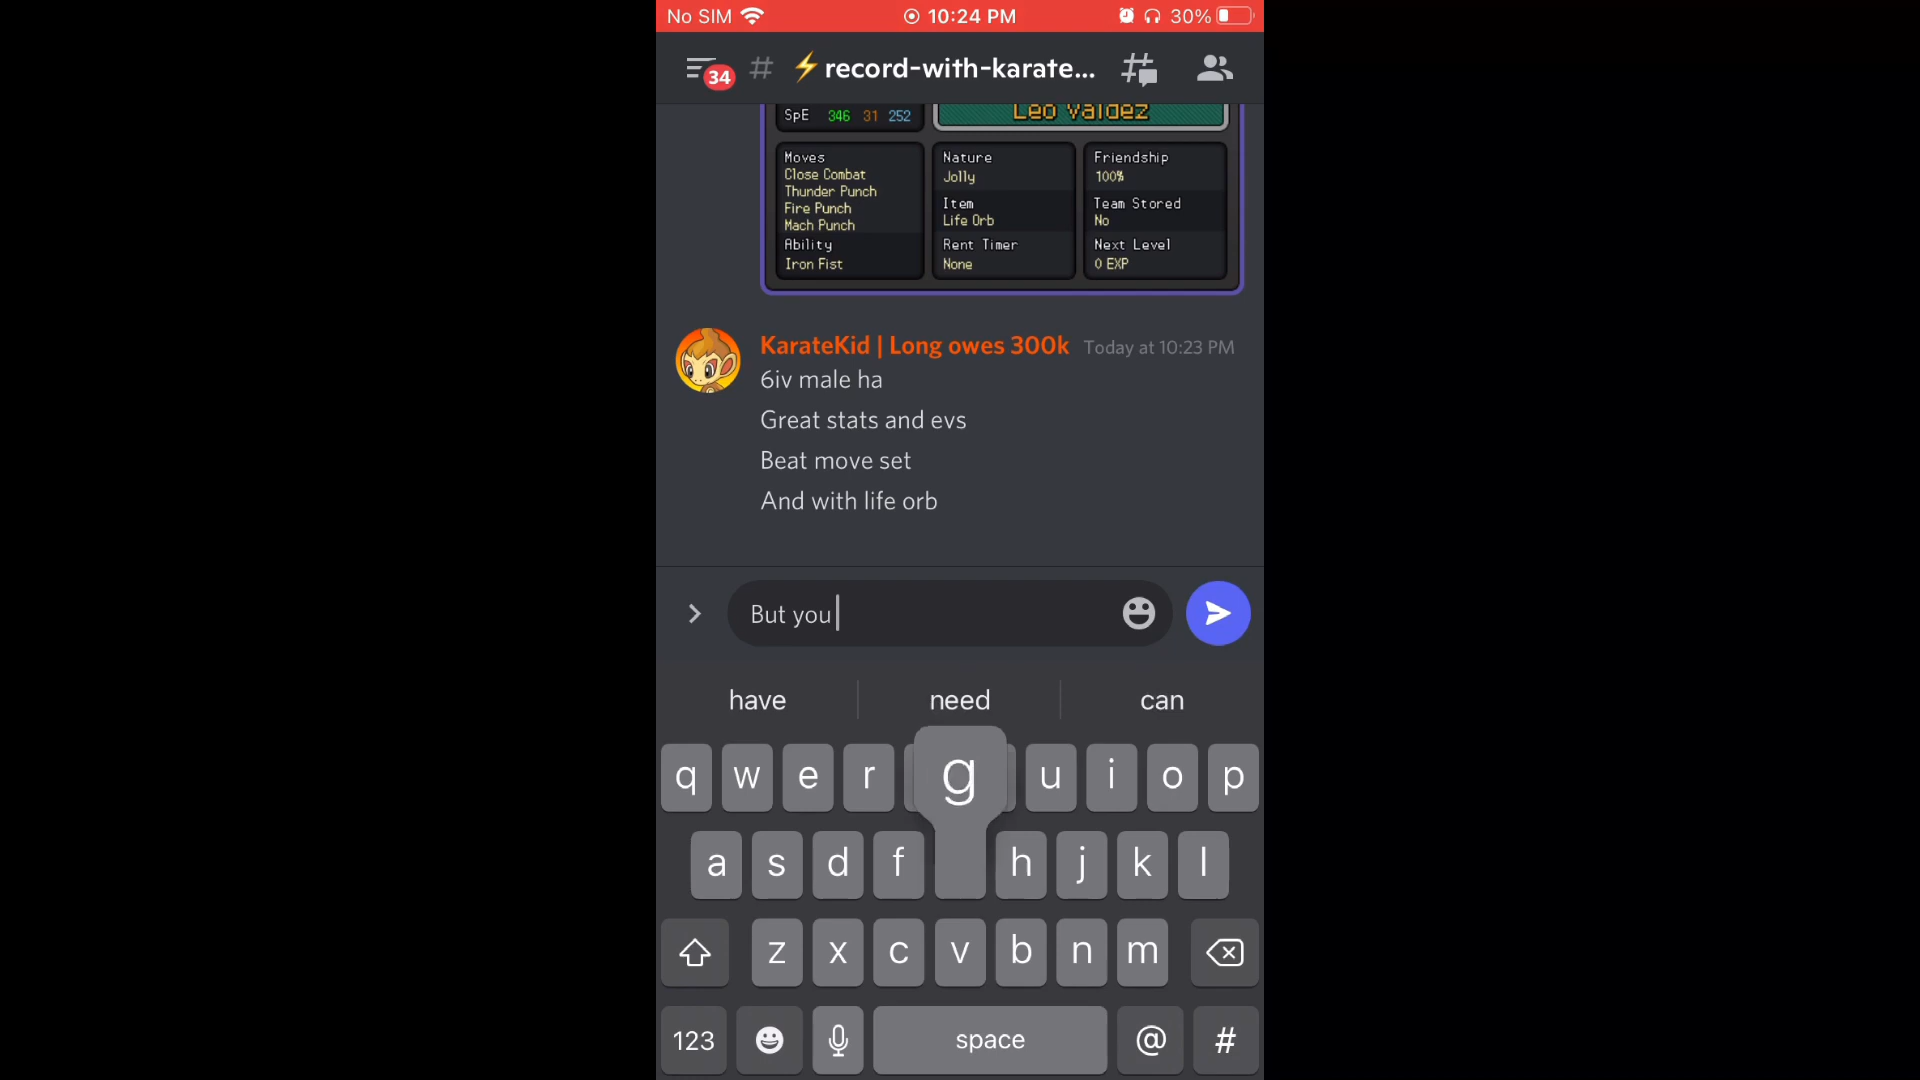 No SIM 10:24 PM 30%
34 # ⚡record-with-karate...
SpE 346 31 252 Leo Valdez
Moves
Close Combat
Thunder Punch
Fire Punch
Mach Punch
Ability
Iron Fist
Nature
Jolly
Item
Life Orb
Rent Timer
None
Friendship
100%
Team Stored
No
Next Level
0 EXP
KarateKid | Long owes 300k Today at 10:23 PM
6iv male ha
Great stats and evs
Beat move set
And with life orb
But you
have need can
q w e r g u i o p
a s d f h j k l
z x c v b n m
123 space @ #